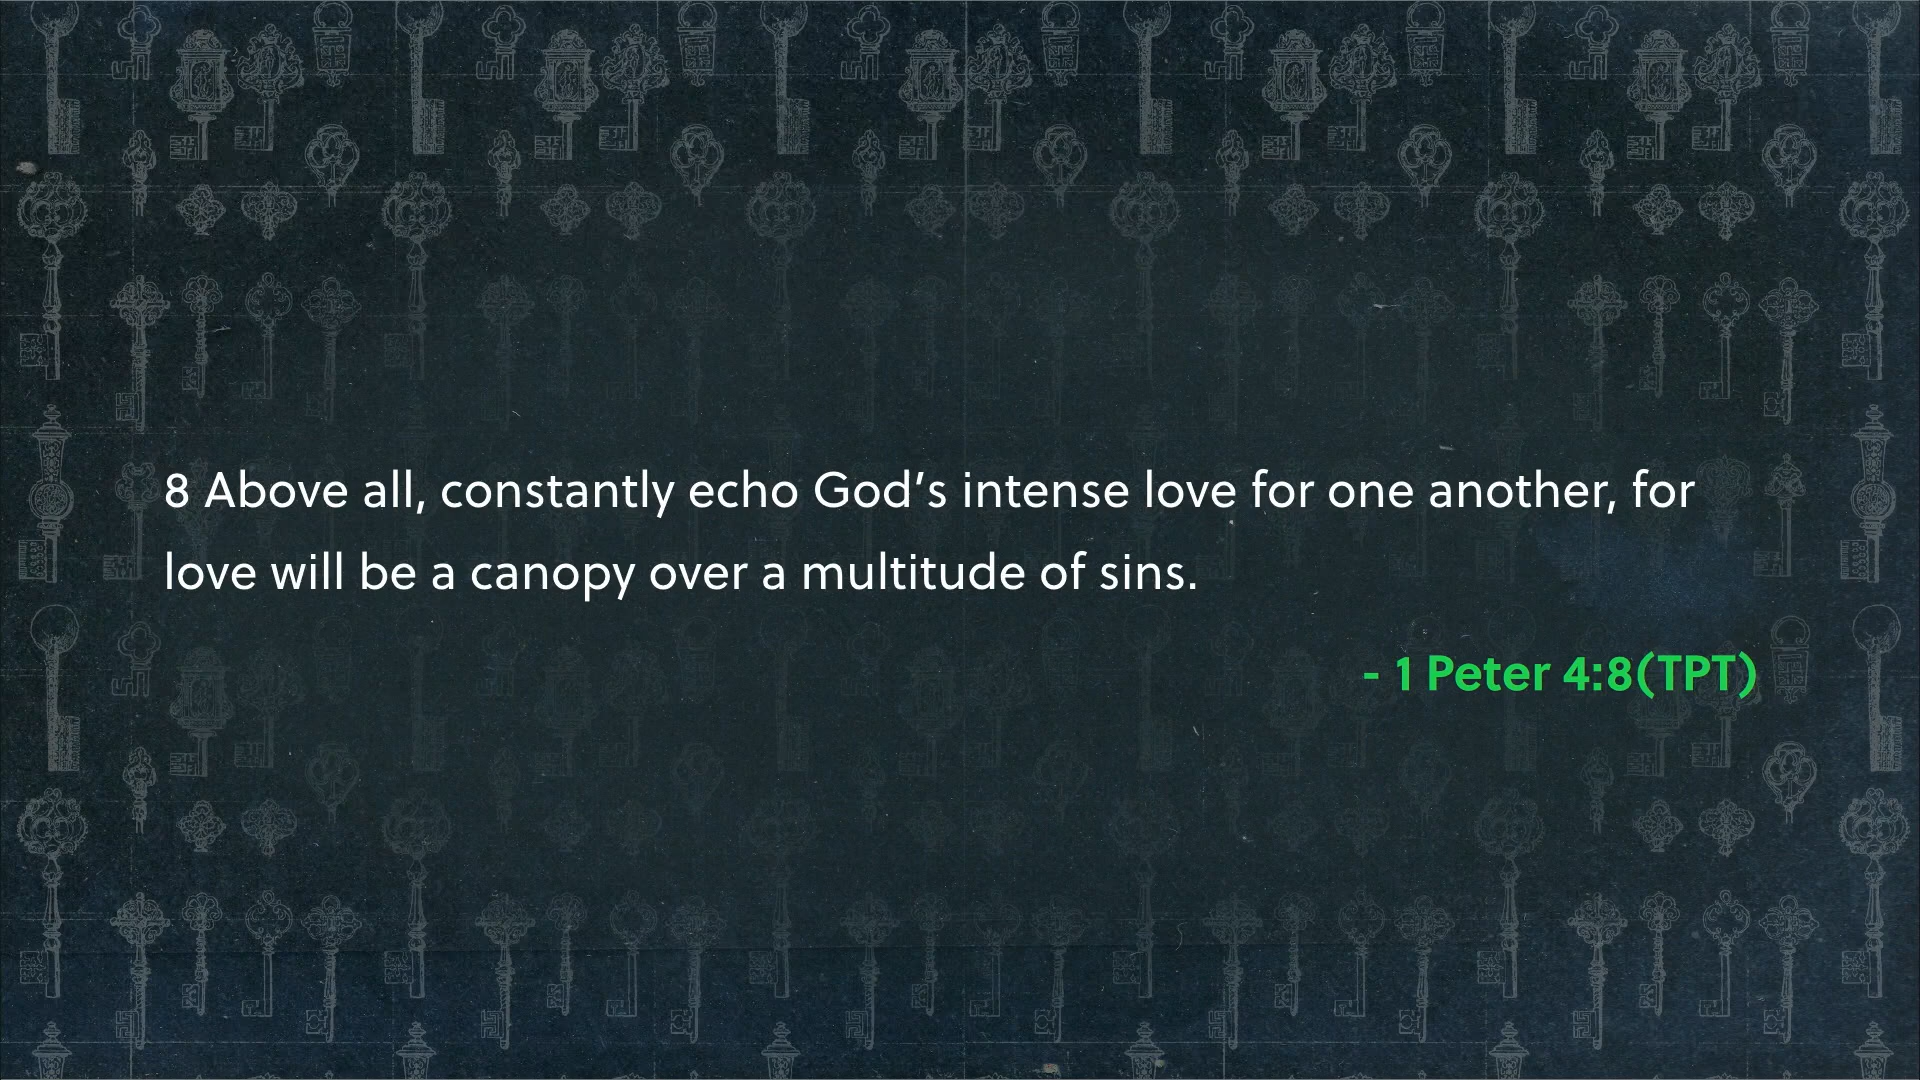 8 Above all, constantly echo God’s intense love for one another, for
love will be a canopy over a multitude of sins.
- 1 Peter 4:8(TPT)